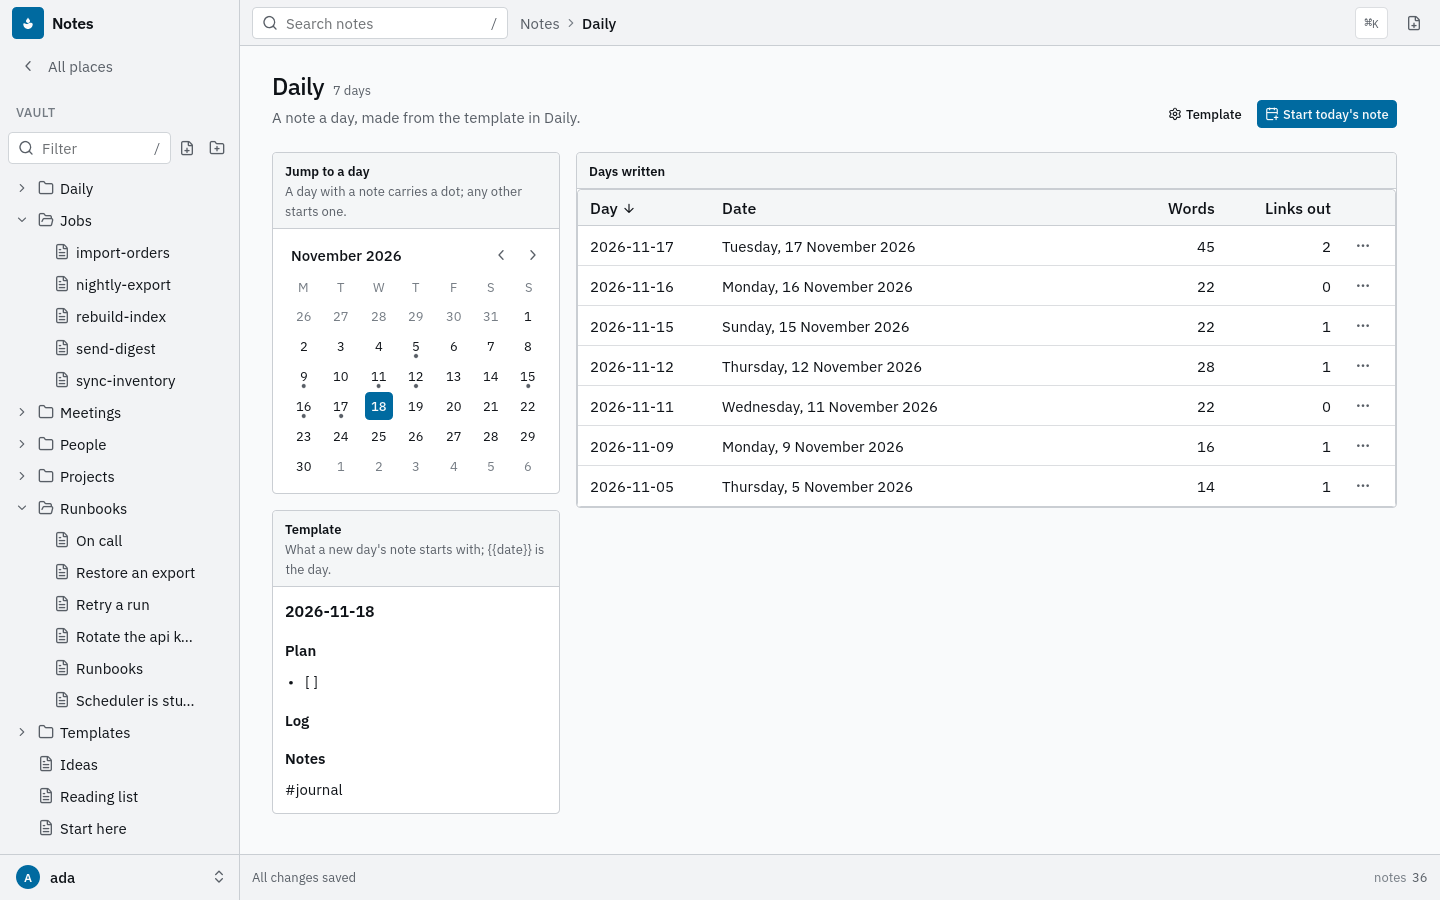 Notes
All places
VAULT
Filter /
Daily
Jobs
import-orders
nightly-export
rebuild-index
send-digest
sync-inventory
Meetings
People
Projects
Runbooks
On call
Restore an export
Retry a run
Rotate the api k...
Runbooks
Scheduler is stu...
Templates
Ideas
Reading list
Start here
A ada
Search notes /
Notes > Daily
⌘K
Daily 7 days
A note a day, made from the template in Daily.
Template
Start today's note
Jump to a day
A day with a note carries a dot; any other
starts one.
November 2026
M T W T F S S
26 27 28 29 30 31 1
2 3 4 5 6 7 8
9 10 11 12 13 14 15
16 17 18 19 20 21 22
23 24 25 26 27 28 29
30 1 2 3 4 5 6
Template
What a new day's note starts with; {{date}} is
the day.
2026-11-18
Plan
• [ ]
Log
Notes
#journal
Days written
Day Date Words Links out
2026-11-17 Tuesday, 17 November 2026 45 2
2026-11-16 Monday, 16 November 2026 22 0
2026-11-15 Sunday, 15 November 2026 22 1
2026-11-12 Thursday, 12 November 2026 28 1
2026-11-11 Wednesday, 11 November 2026 22 0
2026-11-09 Monday, 9 November 2026 16 1
2026-11-05 Thursday, 5 November 2026 14 1
All changes saved
notes 36